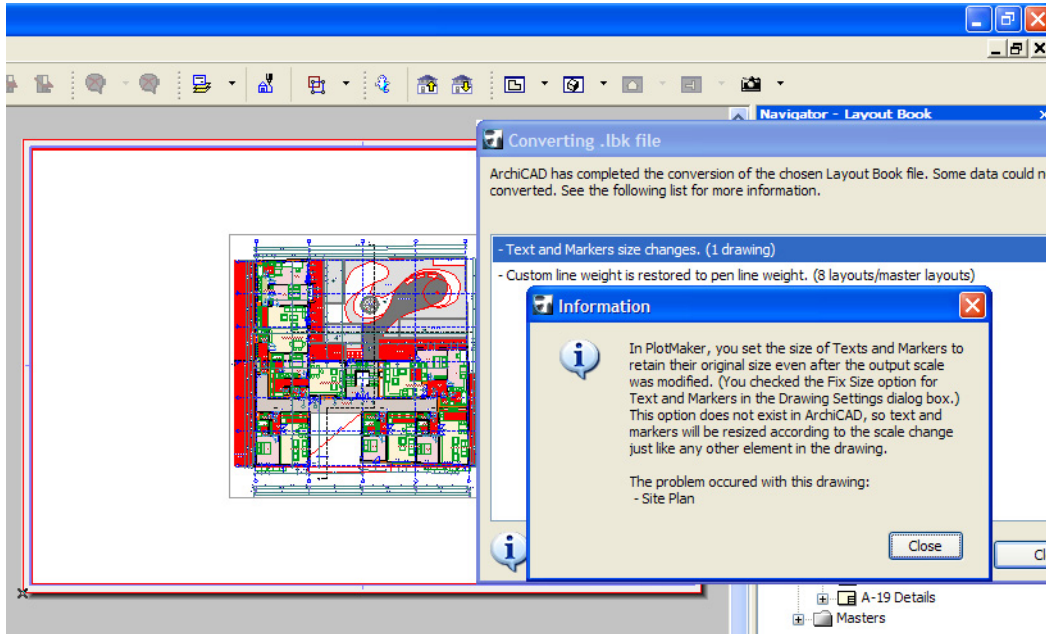 Navigator - Layout Book
Converting .lbk file
ArchiCAD has completed the conversion of the chosen Layout Book file. Some data could
converted. See the following list for more information.
- Text and Markers size changes. (1 drawing)
- Custom line weight is restored to pen line weight. (8 layouts/master layouts)
Information
In PlotMaker, you set the size of Texts and Markers to
retain their original size even after the output scale
was modified. (You checked the Fix Size option for
Text and Markers in the Drawing Settings dialog box.)
This option does not exist in ArchiCAD, so text and
markers will be resized according to the scale change
just like any other element in the drawing.
The problem occured with this drawing:
- Site Plan
Close
A-19 Details
Masters